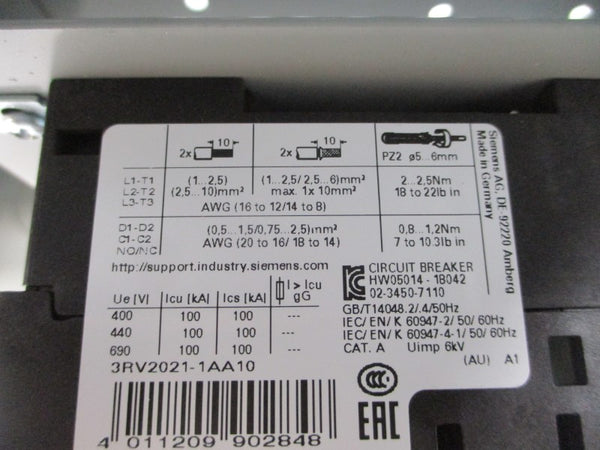 10 10
2x 2x PZ2 ø5...6mm
L1-T1 (1...2,5) (1...2,5/2,5...6)mm² 2...2,5Nm
L2-T2 (2,5...10)mm² max. 1x 10mm² 18 to 22lb in
L3-T3 AWG (16 to 12/14 to 8)
D1-D2 (0,5...1,5/0,75...2,5)mm² 0,8...1,2Nm
C1-C2 AWG (20 to 16/ 18 to 14) 7 to 10.3lb in
NO/NC
Siemens AG, DE 92220 Amberg
Made in Germany
http://support.industry.siemens.com
Ue [V] Icu [kA] Ics [kA] I > Icu gG
400 100 100 ---
440 100 100 ---
690 100 100 ---
CIRCUIT BREAKER
HW05014-18042
02-3450-7110
GB/T14048.2/.4/50Hz
IEC/EN/K 60947-2/50/60Hz
IEC/EN/K 60947-4-1/50/60Hz
CAT. A Uimp 6kV
(AU) A1
3RV2021-1AA10
CCC
EAC
4 011209 902848